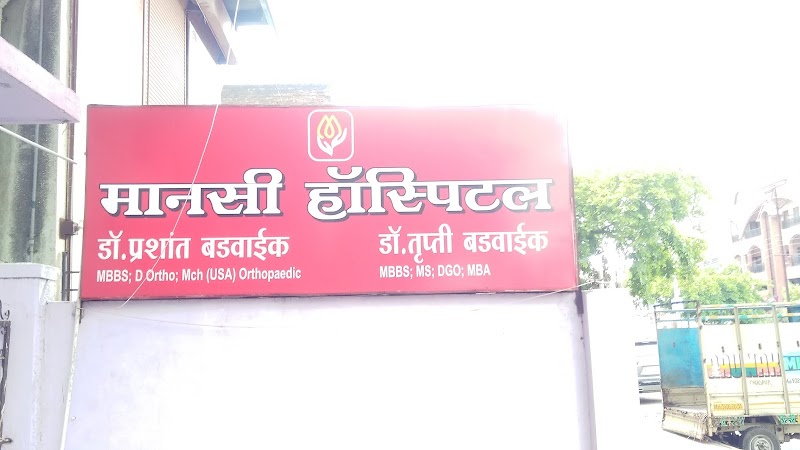 मानसी हॉस्पिटल
डॉ.प्रशांत बडवाईक
MBBS; D Ortho; Mch (USA) Orthopaedic
डॉ.तृप्ती बडवाईक
MBBS; MS; DGO; MBA